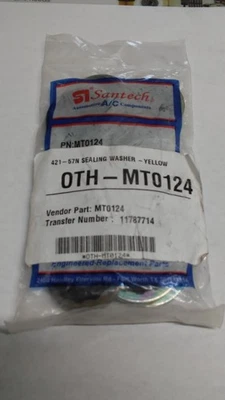 Santech
A/C Components
PN:MT0124
421-57N SEALING WASHER - YELLOW
OTH-MT0124
Vendor Part: MT0124
Transfer Number : 11787714
*OTH-MT0124*
Engineered Replacement Parts